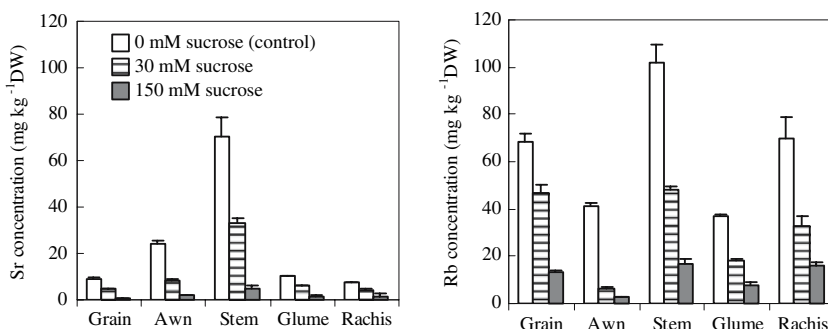 Sr concentration (mg kg -1DW)
120
100
80
60
40
20
0
0 mM sucrose (control)
30 mM sucrose
150 mM sucrose
Grain Awn Stem Glume Rachis
Rb concentration (mg kg -1DW)
120
100
80
60
40
20
0
Grain Awn Stem Glume Rachis